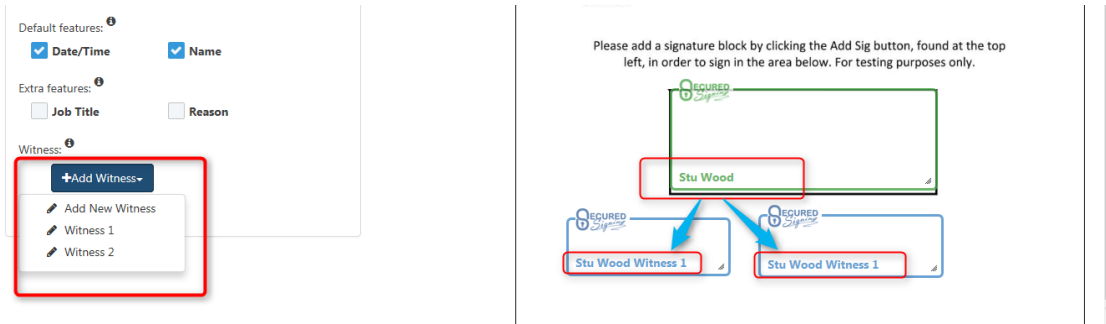 Default features:
Date/Time
Name
Extra features:
Job Title
Reason
Witness:
+Add Witness
Add New Witness
Witness 1
Witness 2
Please add a signature block by clicking the Add Sig button, found at the top
left, in order to sign in the area below. For testing purposes only.
SECURED
Signing
Stu Wood
SECURED
Signing
Stu Wood Witness 1
SECURED
Signing
Stu Wood Witness 1